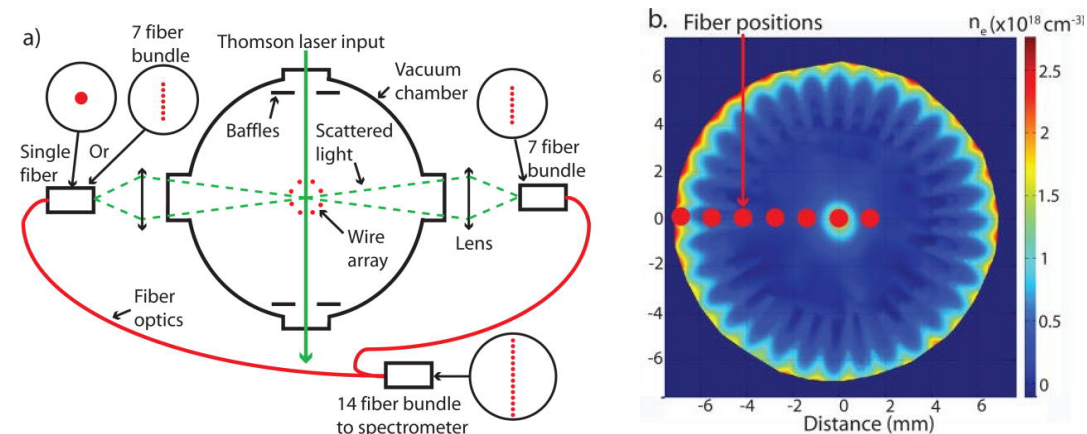 a)
7 fiber
bundle
Thomson laser input
Vacuum
chamber
Baffles
Scattered
light
Single
fiber
Or
7 fiber
bundle
Wire
array
Lens
Fiber
optics
14 fiber bundle
to spectrometer
b.
Fiber positions
n_e (x10^18 cm^-3)
6
4
2
0
-2
-4
-6
-6
-4
-2
0
2
4
6
Distance (mm)
2.5
2
1.5
1
0.5
0